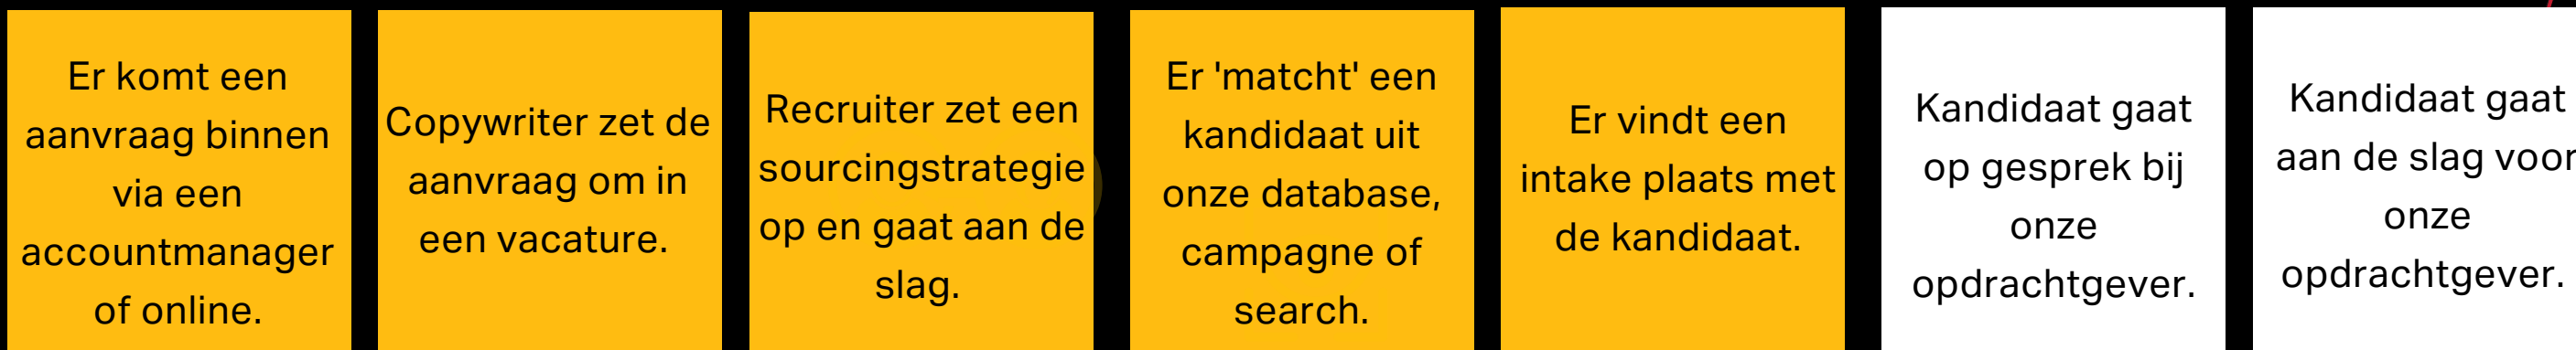 Er komt een
aanvraag binnen
via een
accountmanager
of online.
Copywriter zet de
aanvraag om in
een vacature.
Recruiter zet een
sourcingstrategie
op en gaat aan de
slag.
Er 'matcht' een
kandidaat uit
onze database,
campagne of
search.
Er vindt een
intake plaats met
de kandidaat.
Kandidaat gaat
op gesprek bij
onze
opdrachtgever.
Kandidaat gaat
aan de slag voor
onze
opdrachtgever.